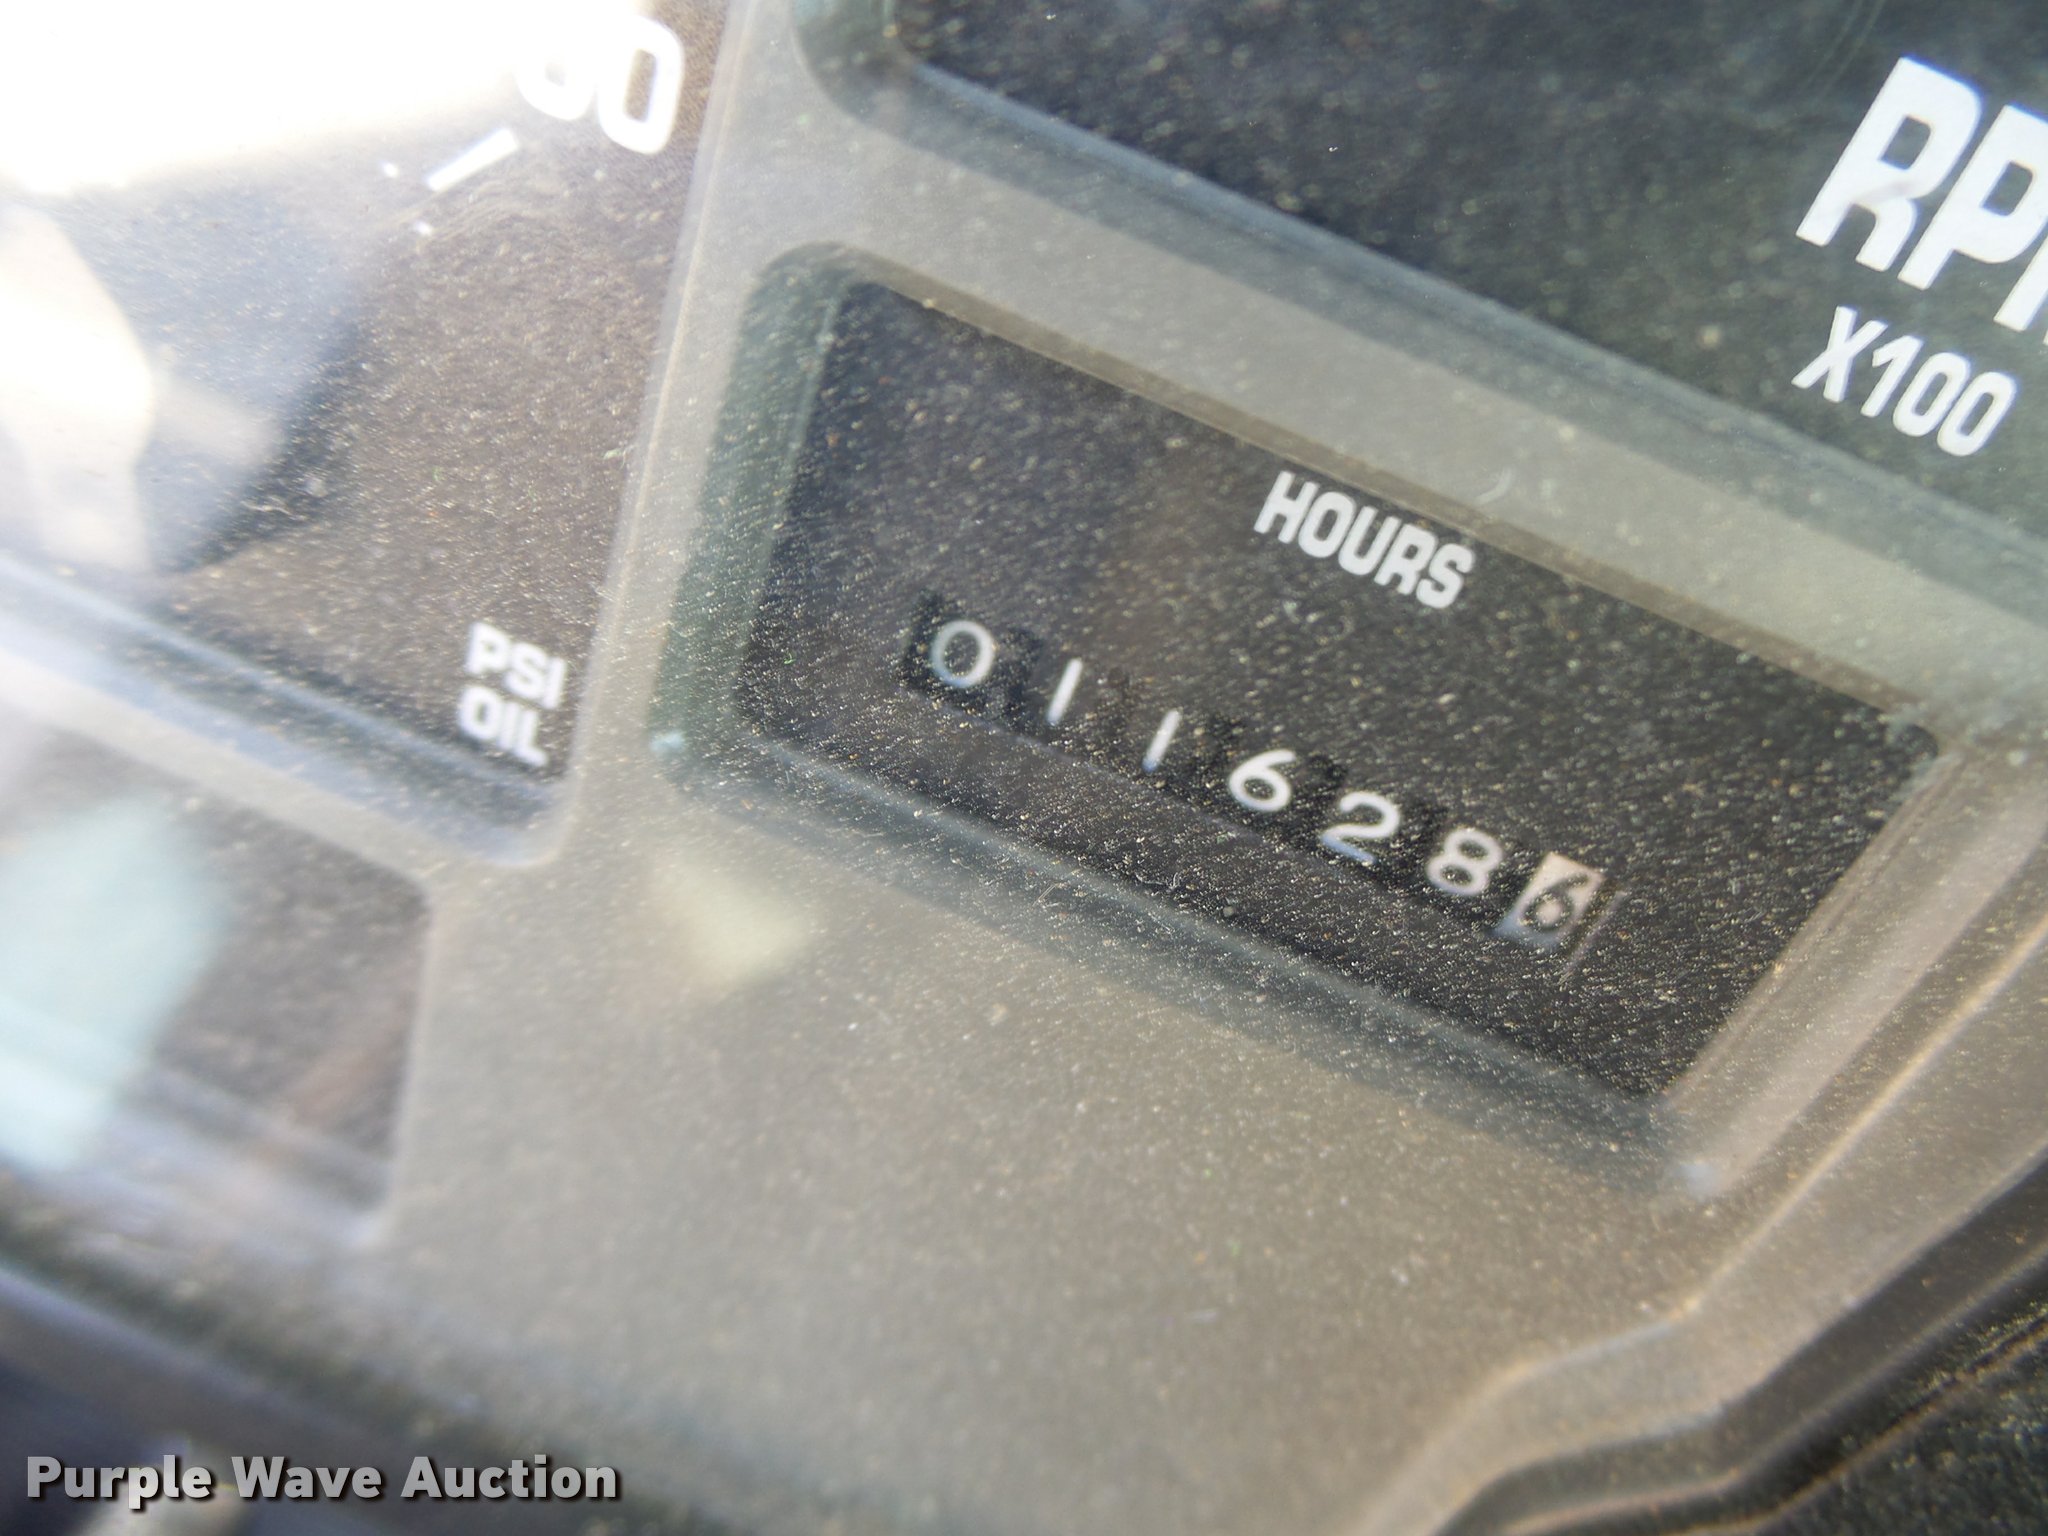 RP
X100
HOURS
0116286
PSI
OIL
Purple Wave Auction